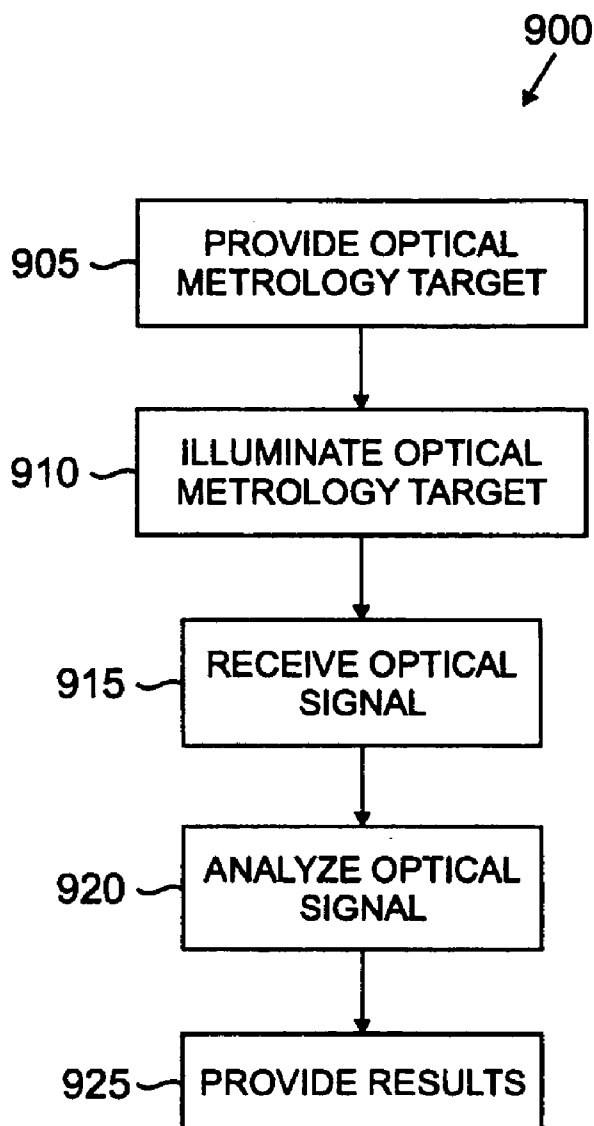 900
905
PROVIDE OPTICAL
METROLOGY TARGET
910
ILLUMINATE OPTICAL
METROLOGY TARGET
915
RECEIVE OPTICAL
SIGNAL
920
ANALYZE OPTICAL
SIGNAL
925
PROVIDE RESULTS